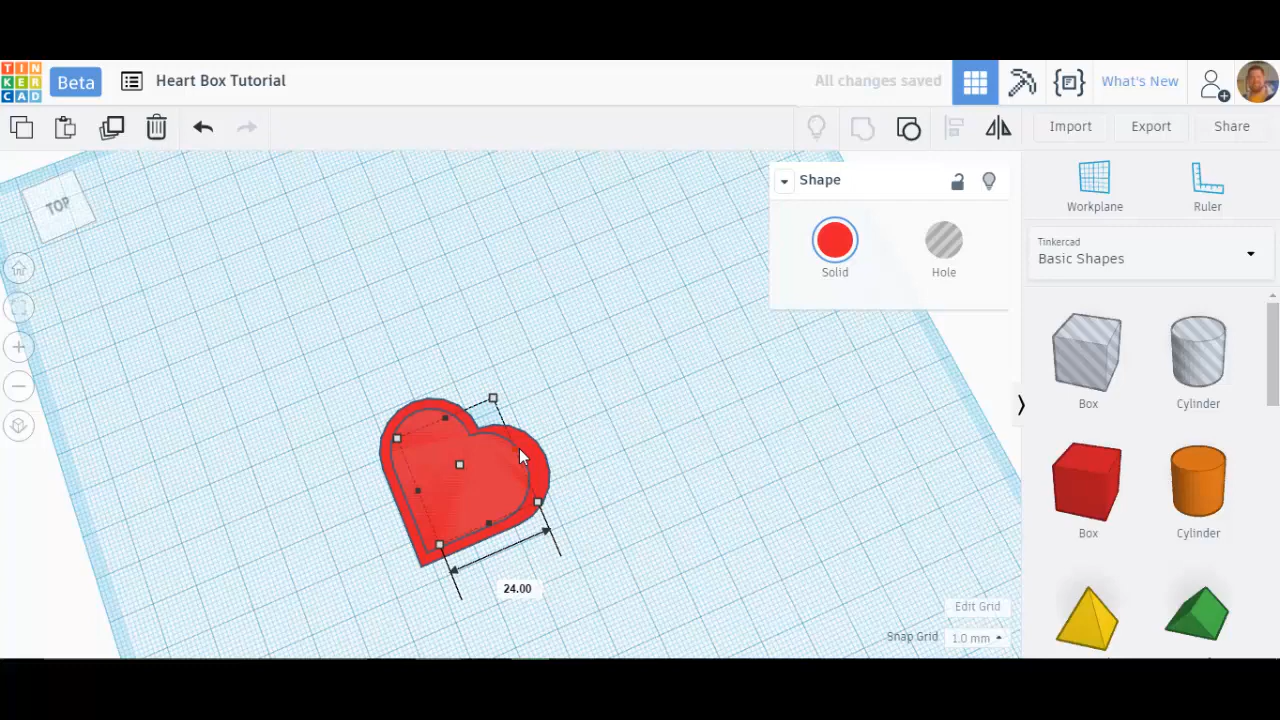 TIN
KER
CAD
Beta
Heart Box Tutorial
All changes saved
What's New
Import
Export
Share
TOP
Shape
Solid
Hole
Workplane
Ruler
Tinkercad
Basic Shapes
Box
Cylinder
Box
Cylinder
24.00
Edit Grid
Snap Grid
1.0 mm